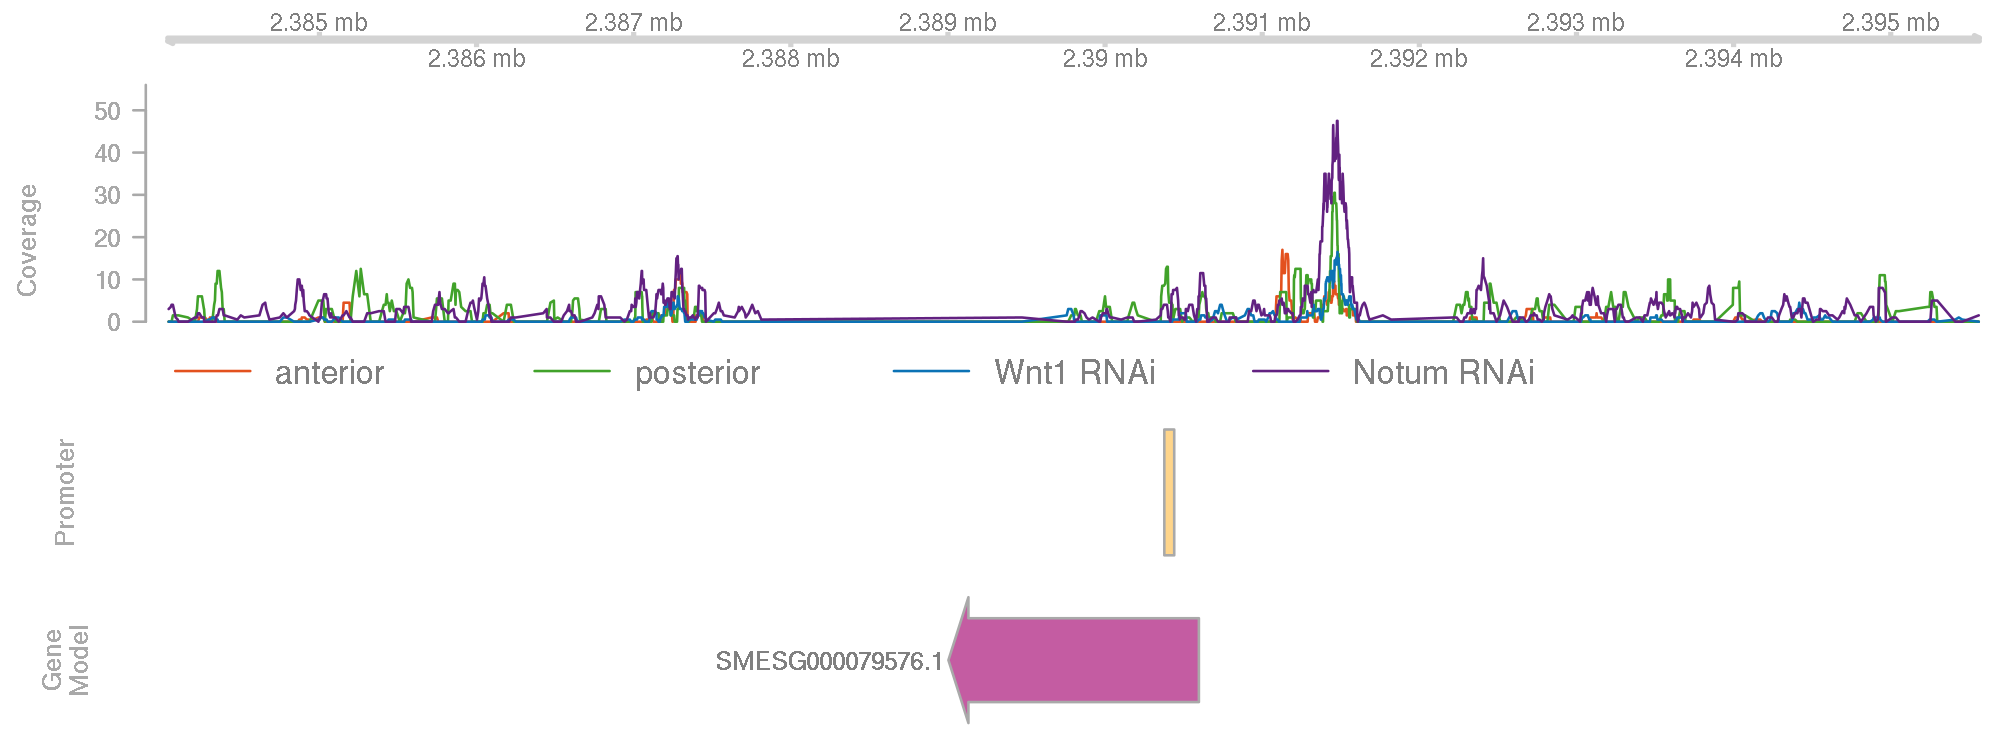 2.385 mb 2.387 mb 2.389 mb 2.391 mb 2.393 mb 2.395 mb
2.386 mb 2.388 mb 2.39 mb 2.392 mb 2.394 mb
Coverage
50
40
30
20
10
0
anterior posterior Wnt1 RNAi Notum RNAi
Promoter
Gene
Model
SMESG000079576.1